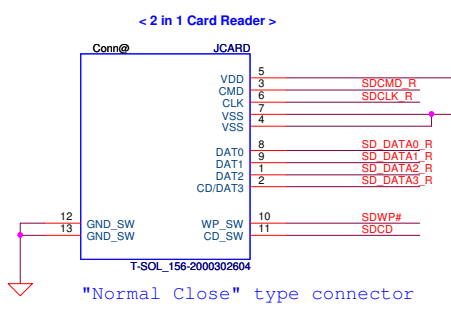 < 2 in 1 Card Reader >
Conn@ JCARD
VDD 5
CMD 3 SDCMD_R
CLK 6 SDCLK_R
VSS 7
VSS 4
DAT0 8 SD_DATA0_R
DAT1 9 SD_DATA1_R
DAT2 1 SD_DATA2_R
CD/DAT3 2 SD_DATA3_R
12 GND_SW WP_SW 10 SDWP#
13 GND_SW CD_SW 11 SDCD
T-SOL_156-2000302604
"Normal Close" type connector